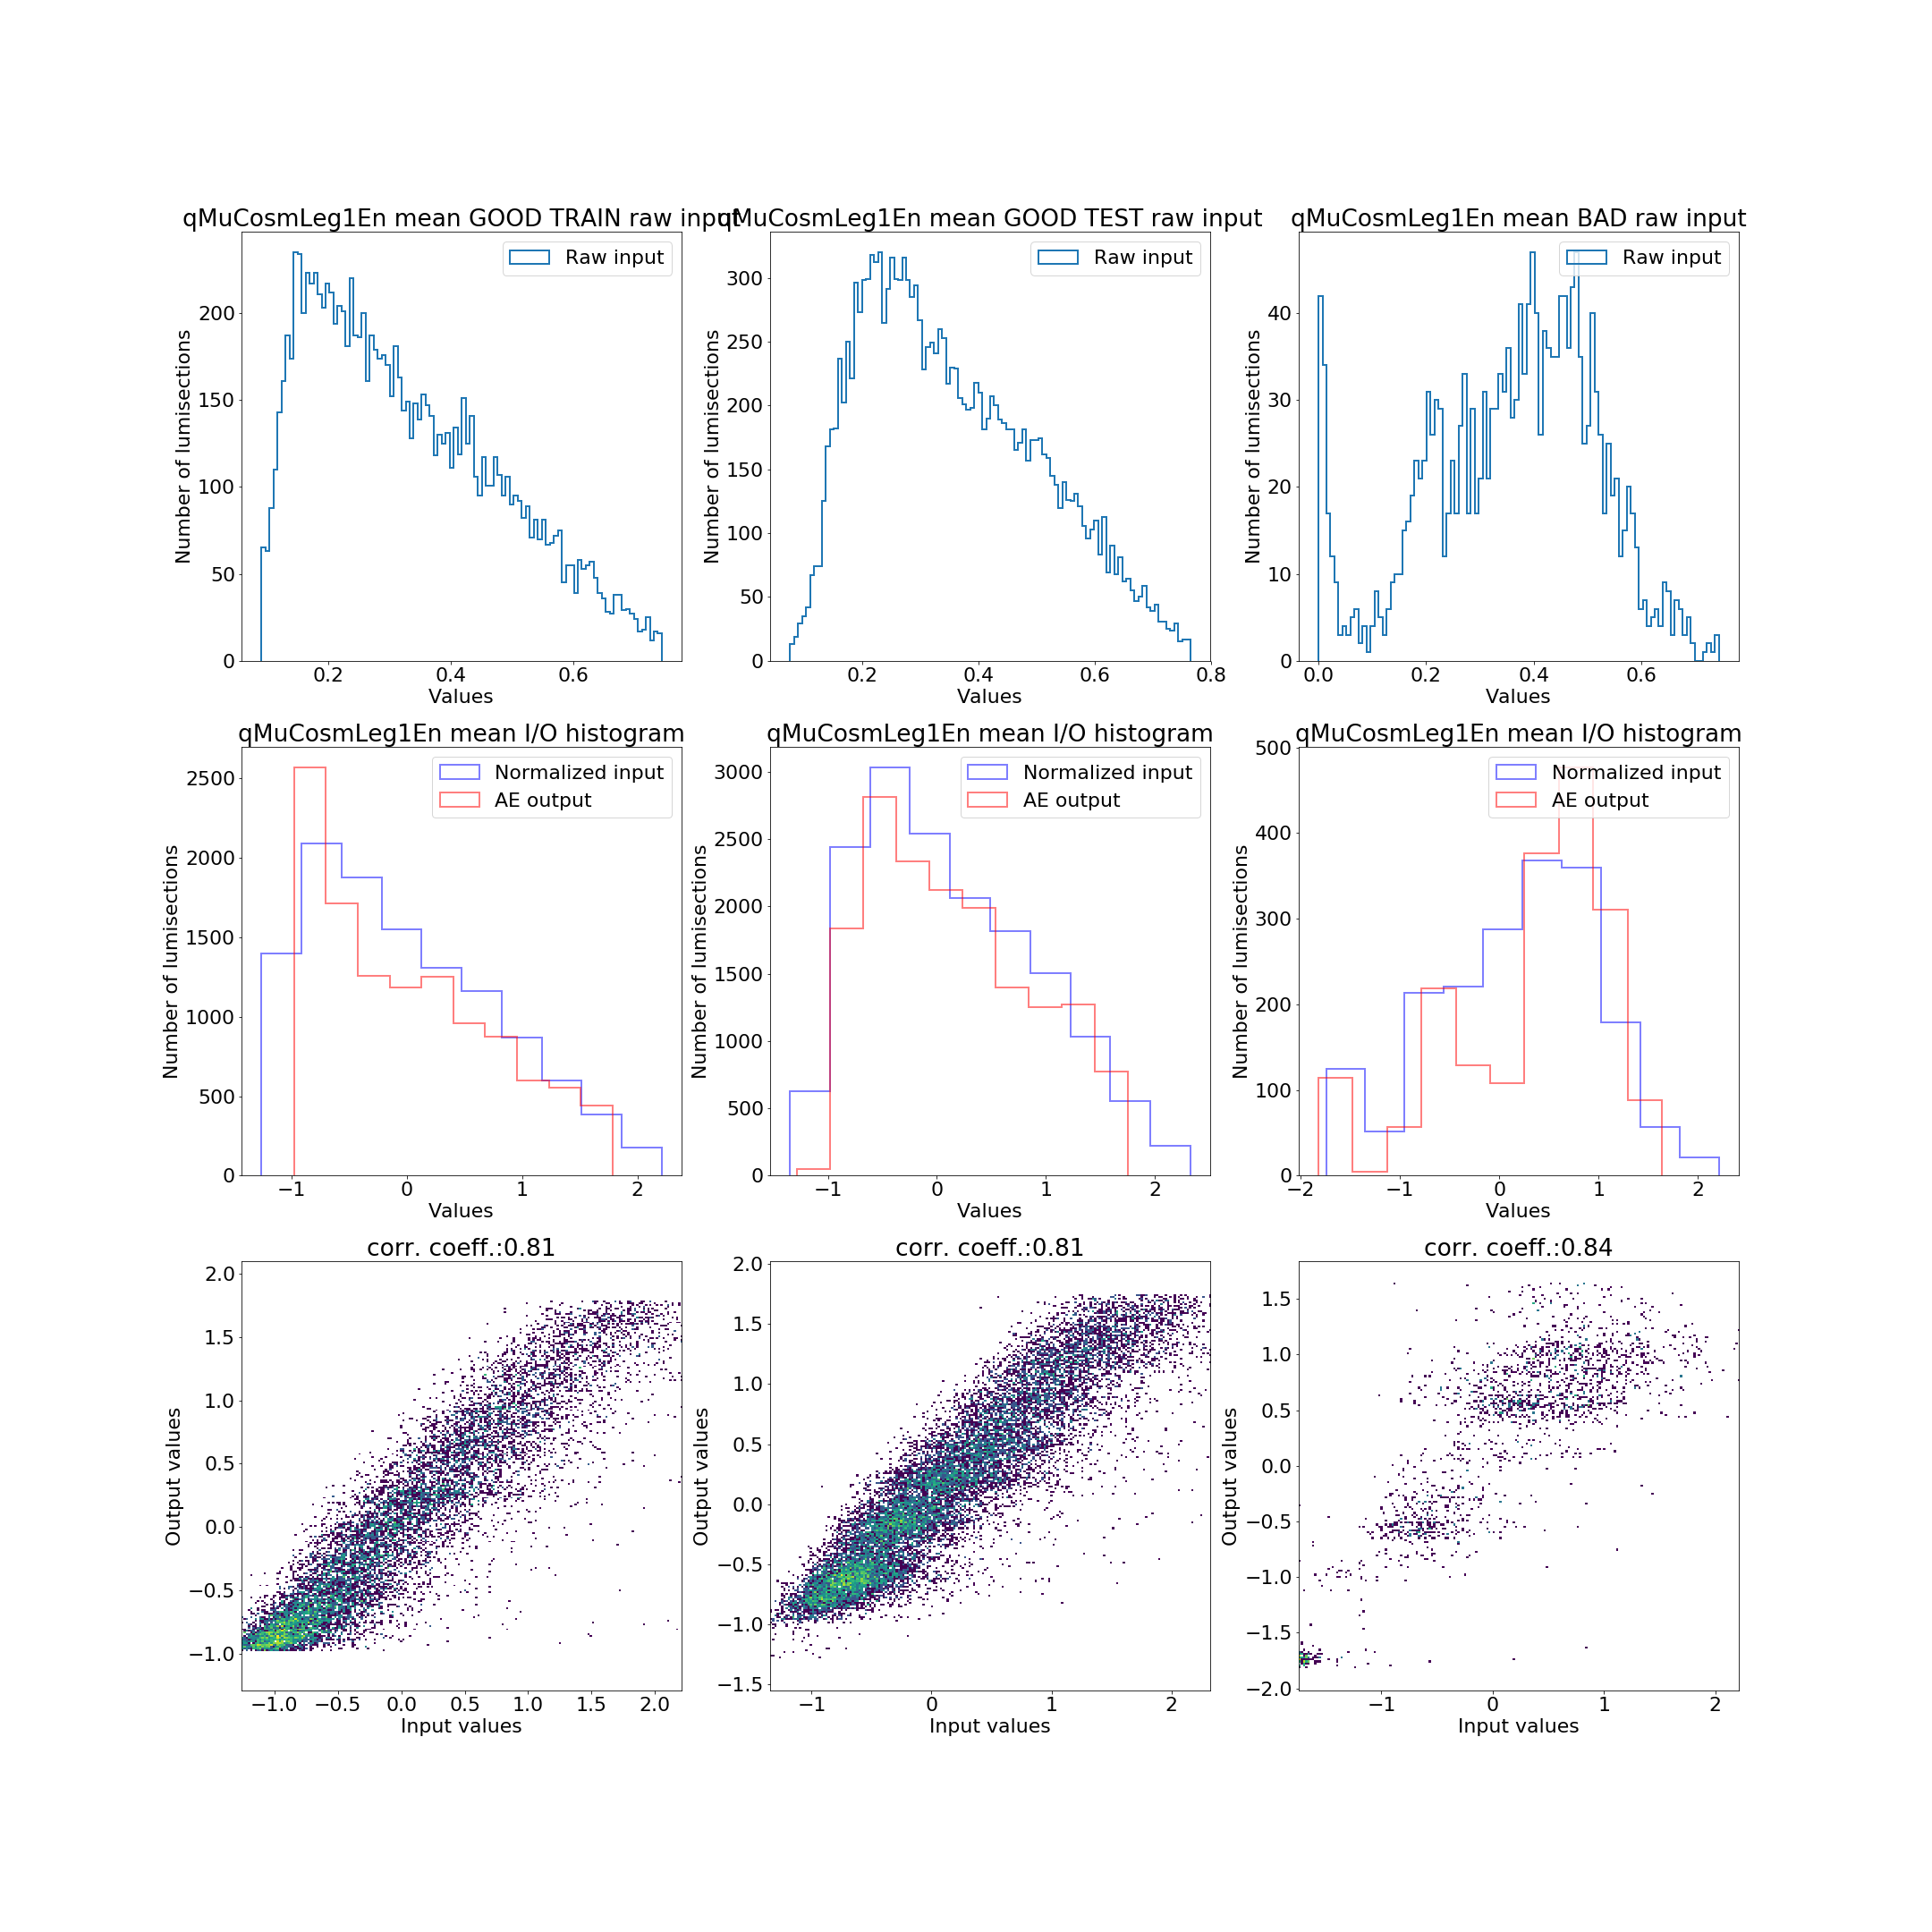 qMuCosmLeg1En mean GOOD TRAIN raw input
qMuCosmLeg1En mean GOOD TEST raw input
qMuCosmLeg1En mean BAD raw input
Raw input
Raw input
Raw input
Number of lumisections
200
150
100
50
0
0.2 0.4 0.6
Values
Number of lumisections
300
250
200
150
100
50
0
0.2 0.4 0.6 0.8
Values
Number of lumisections
40
30
20
10
0
0.0 0.2 0.4 0.6
Values
qMuCosmLeg1En mean I/O histogram
qMuCosmLeg1En mean I/O histogram
qMuCosmLeg1En mean I/O histogram
Normalized input
AE output
Normalized input
AE output
Normalized input
AE output
Number of lumisections
2500
2000
1500
1000
500
0
−1 0 1 2
Values
Number of lumisections
3000
2500
2000
1500
1000
500
0
−1 0 1 2
Values
Number of lumisections
500
400
300
200
100
0
−2 −1 0 1 2
Values
corr. coeff.:0.81
corr. coeff.:0.81
corr. coeff.:0.84
Output values
2.0
1.5
1.0
0.5
0.0
−0.5
−1.0
−1.0 −0.5 0.0 0.5 1.0 1.5 2.0
Input values
Output values
2.0
1.5
1.0
0.5
0.0
−0.5
−1.0
−1.5
−1 0 1 2
Input values
Output values
1.5
1.0
0.5
0.0
−0.5
−1.0
−1.5
−2.0
−1 0 1 2
Input values